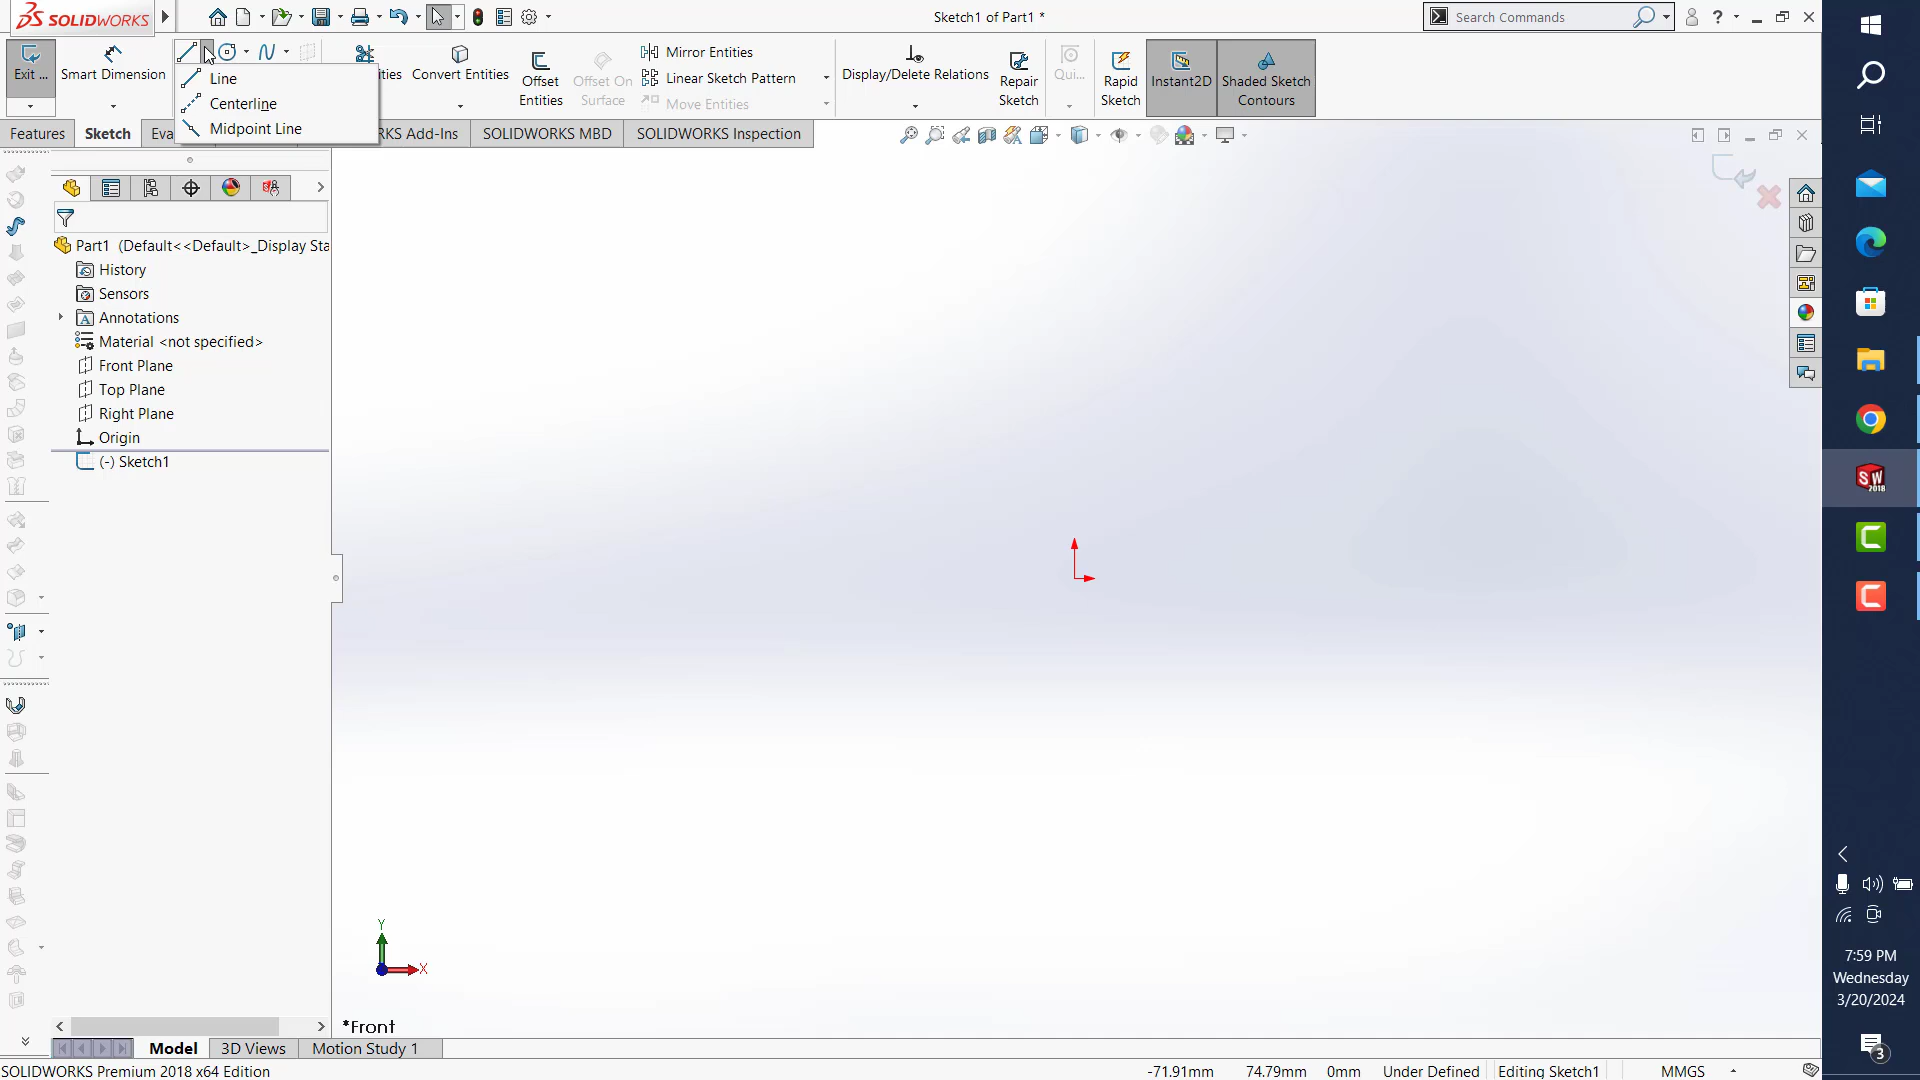 SOLIDWORKS
Sketch1 of Part1 *
Search Commands
?
Exit ...
Smart Dimension
Line
Centerline
Midpoint Line
ities
Convert Entities
Offset
Entities
Offset On
Surface
Mirror Entities
Linear Sketch Pattern
Move Entities
Display/Delete Relations
Repair
Sketch
Qui...
Rapid
Sketch
Instant2D
Shaded Sketch
Contours
Features
Sketch
Eva
RKS Add-Ins
SOLIDWORKS MBD
SOLIDWORKS Inspection
Part1 (Default<<Default>_Display Sta
History
Sensors
Annotations
Material <not specified>
Front Plane
Top Plane
Right Plane
Origin
(-) Sketch1
Y
X
*Front
Model
3D Views
Motion Study 1
SOLIDWORKS Premium 2018 x64 Edition
-71.91mm
74.79mm
0mm
Under Defined
Editing Sketch1
MMGS
SW
2018
7:59 PM
Wednesday
3/20/2024
3